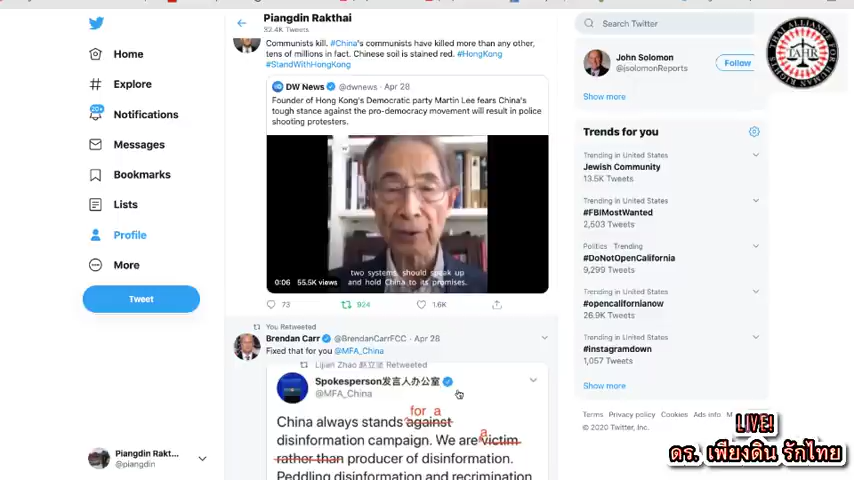 Piangdin Rakthai
32.4K Tweets
Home
Explore
20+
Notifications
Messages
Bookmarks
Lists
Profile
More
Tweet
Piangdin Rakt...
@piangdin
Communists kill. #China's communists have killed more than any other,
tens of millions in fact. Chinese soil is stained red. #HongKong
#StandWithHongKong
DW News @dwnews · Apr 28
Founder of Hong Kong's Democratic party Martin Lee fears China's
tough stance against the pro-democracy movement will result in police
shooting protesters.
two systems, should speak up
and hold China to its promises.
0:06 55.5K views
73 924 1.6K
You Retweeted
Brendan Carr @BrendanCarrFCC · Apr 28
Fixed that for you @MFA_China
Lijian Zhao 赵立坚 Retweeted
Spokesperson发言人办公室
@MFA_China
for a
China always stands against
a
disinformation campaign. We are victim
rather than producer of disinformation.
Peddling disinformation and recrimination
Search Twitter
John Solomon
@jsolomonReports
Follow
Show more
Trends for you
Trending in United States
Jewish Community
13.5K Tweets
Trending in United States
#FBIMostWanted
2,503 Tweets
Politics · Trending
#DoNotOpenCalifornia
9,299 Tweets
Trending in United States
#opencalifornianow
26.9K Tweets
Trending in United States
#instagramdown
1,057 Tweets
Show more
Terms Privacy policy Cookies Ads info
© 2020 Twitter, Inc.
THAI ALLIANCE
FOR HUMAN RIGHTS
TAHR
LIVE!
ดร. เพียงดิน รักไทย